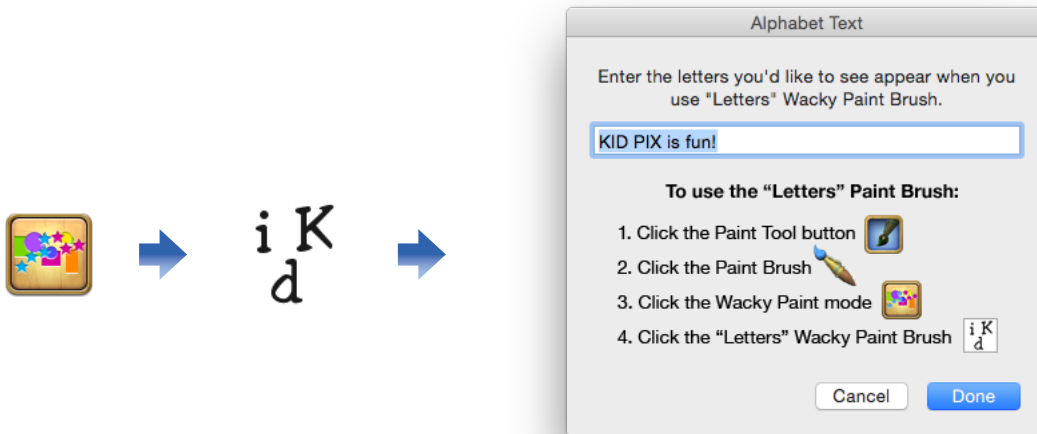 i K
d
Alphabet Text
Enter the letters you'd like to see appear when you
use "Letters" Wacky Paint Brush.
KID PIX is fun!
To use the “Letters” Paint Brush:
1. Click the Paint Tool button
2. Click the Paint Brush
3. Click the Wacky Paint mode
4. Click the “Letters” Wacky Paint Brush
i K
d
Cancel
Done